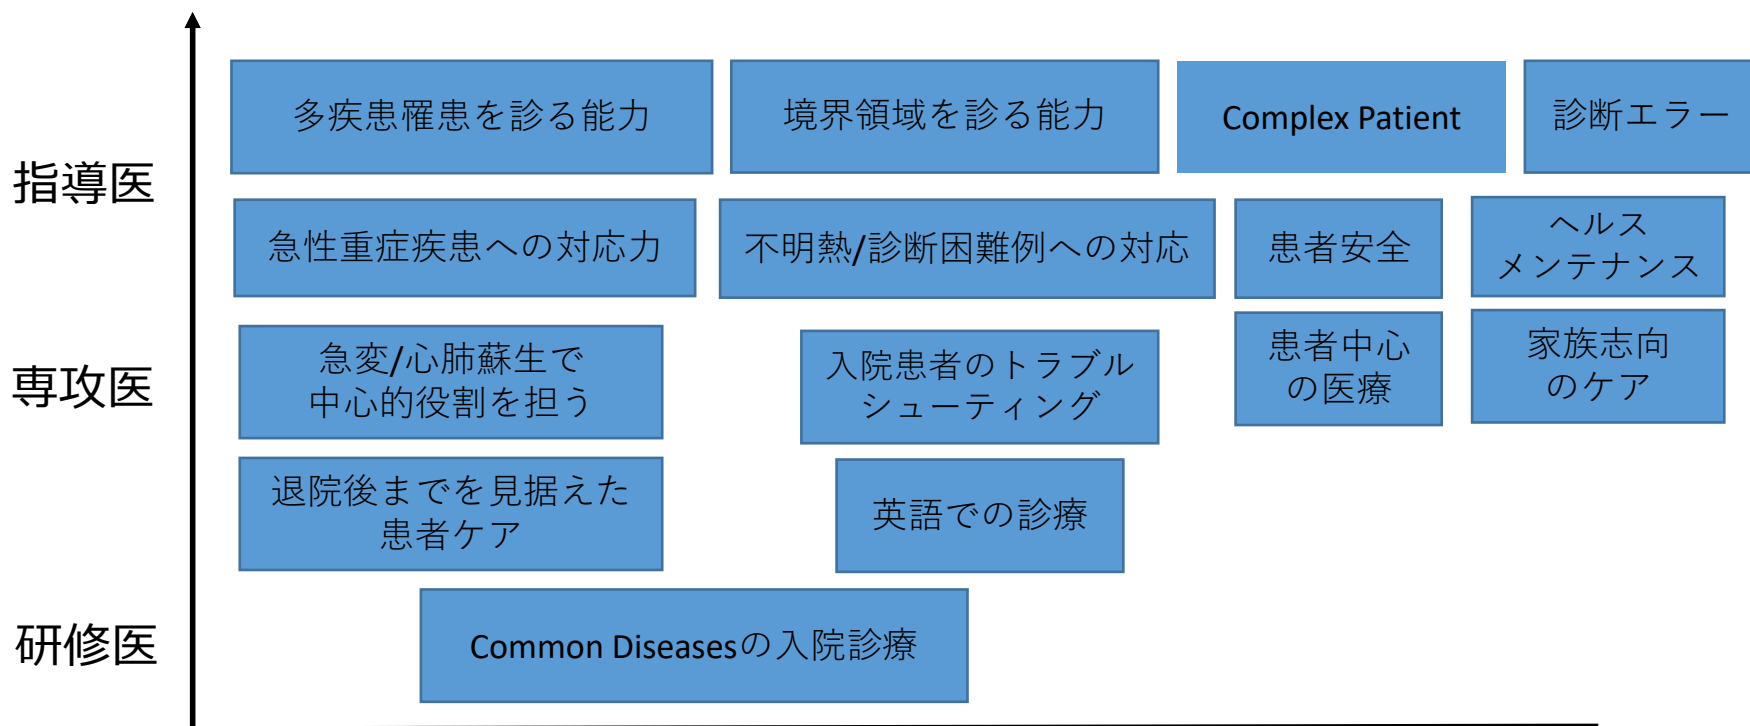 多疾患罹患を診る能力
境界領域を診る能力
Complex Patient
診断エラー
指導医
急性重症疾患への対応力
不明熱/診断困難例への対応
患者安全
ヘルス
メンテナンス
専攻医
急変/心肺蘇生で
中心的役割を担う
入院患者のトラブル
シューティング
患者中心
の医療
家族志向
のケア
退院後までを見据えた
患者ケア
英語での診療
研修医
Common Diseasesの入院診療